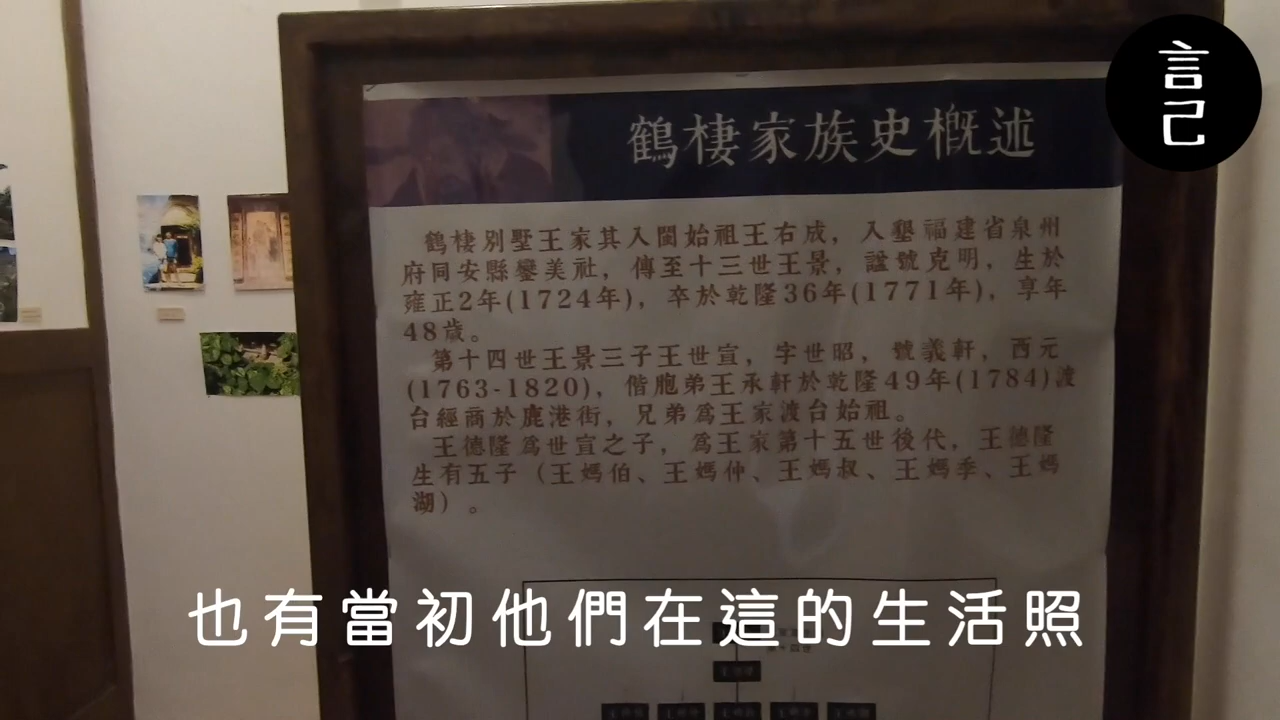 言
己
鶴棲家族史概述
鶴棲別墅王家其入閩始祖王右成，入墾福建省泉州
府同安縣鑾美社，傳至十三世王景，諡號克明，生於
雍正2年(1724年)，卒於乾隆36年(1771年)，享年
48歲。
第十四世王景三子王世宣，字世昭，號義軒，西元
(1763-1820)，偕胞弟王承軒於乾隆49年(1784)渡
台經商於鹿港街，兄弟為王家渡台始祖。
王德隆為世宣之子，為王家第十五世後代，王德隆
生有五子（王媽伯、王媽仲、王媽叔、王媽季、王媽
湖）。
也有當初他們在這的生活照